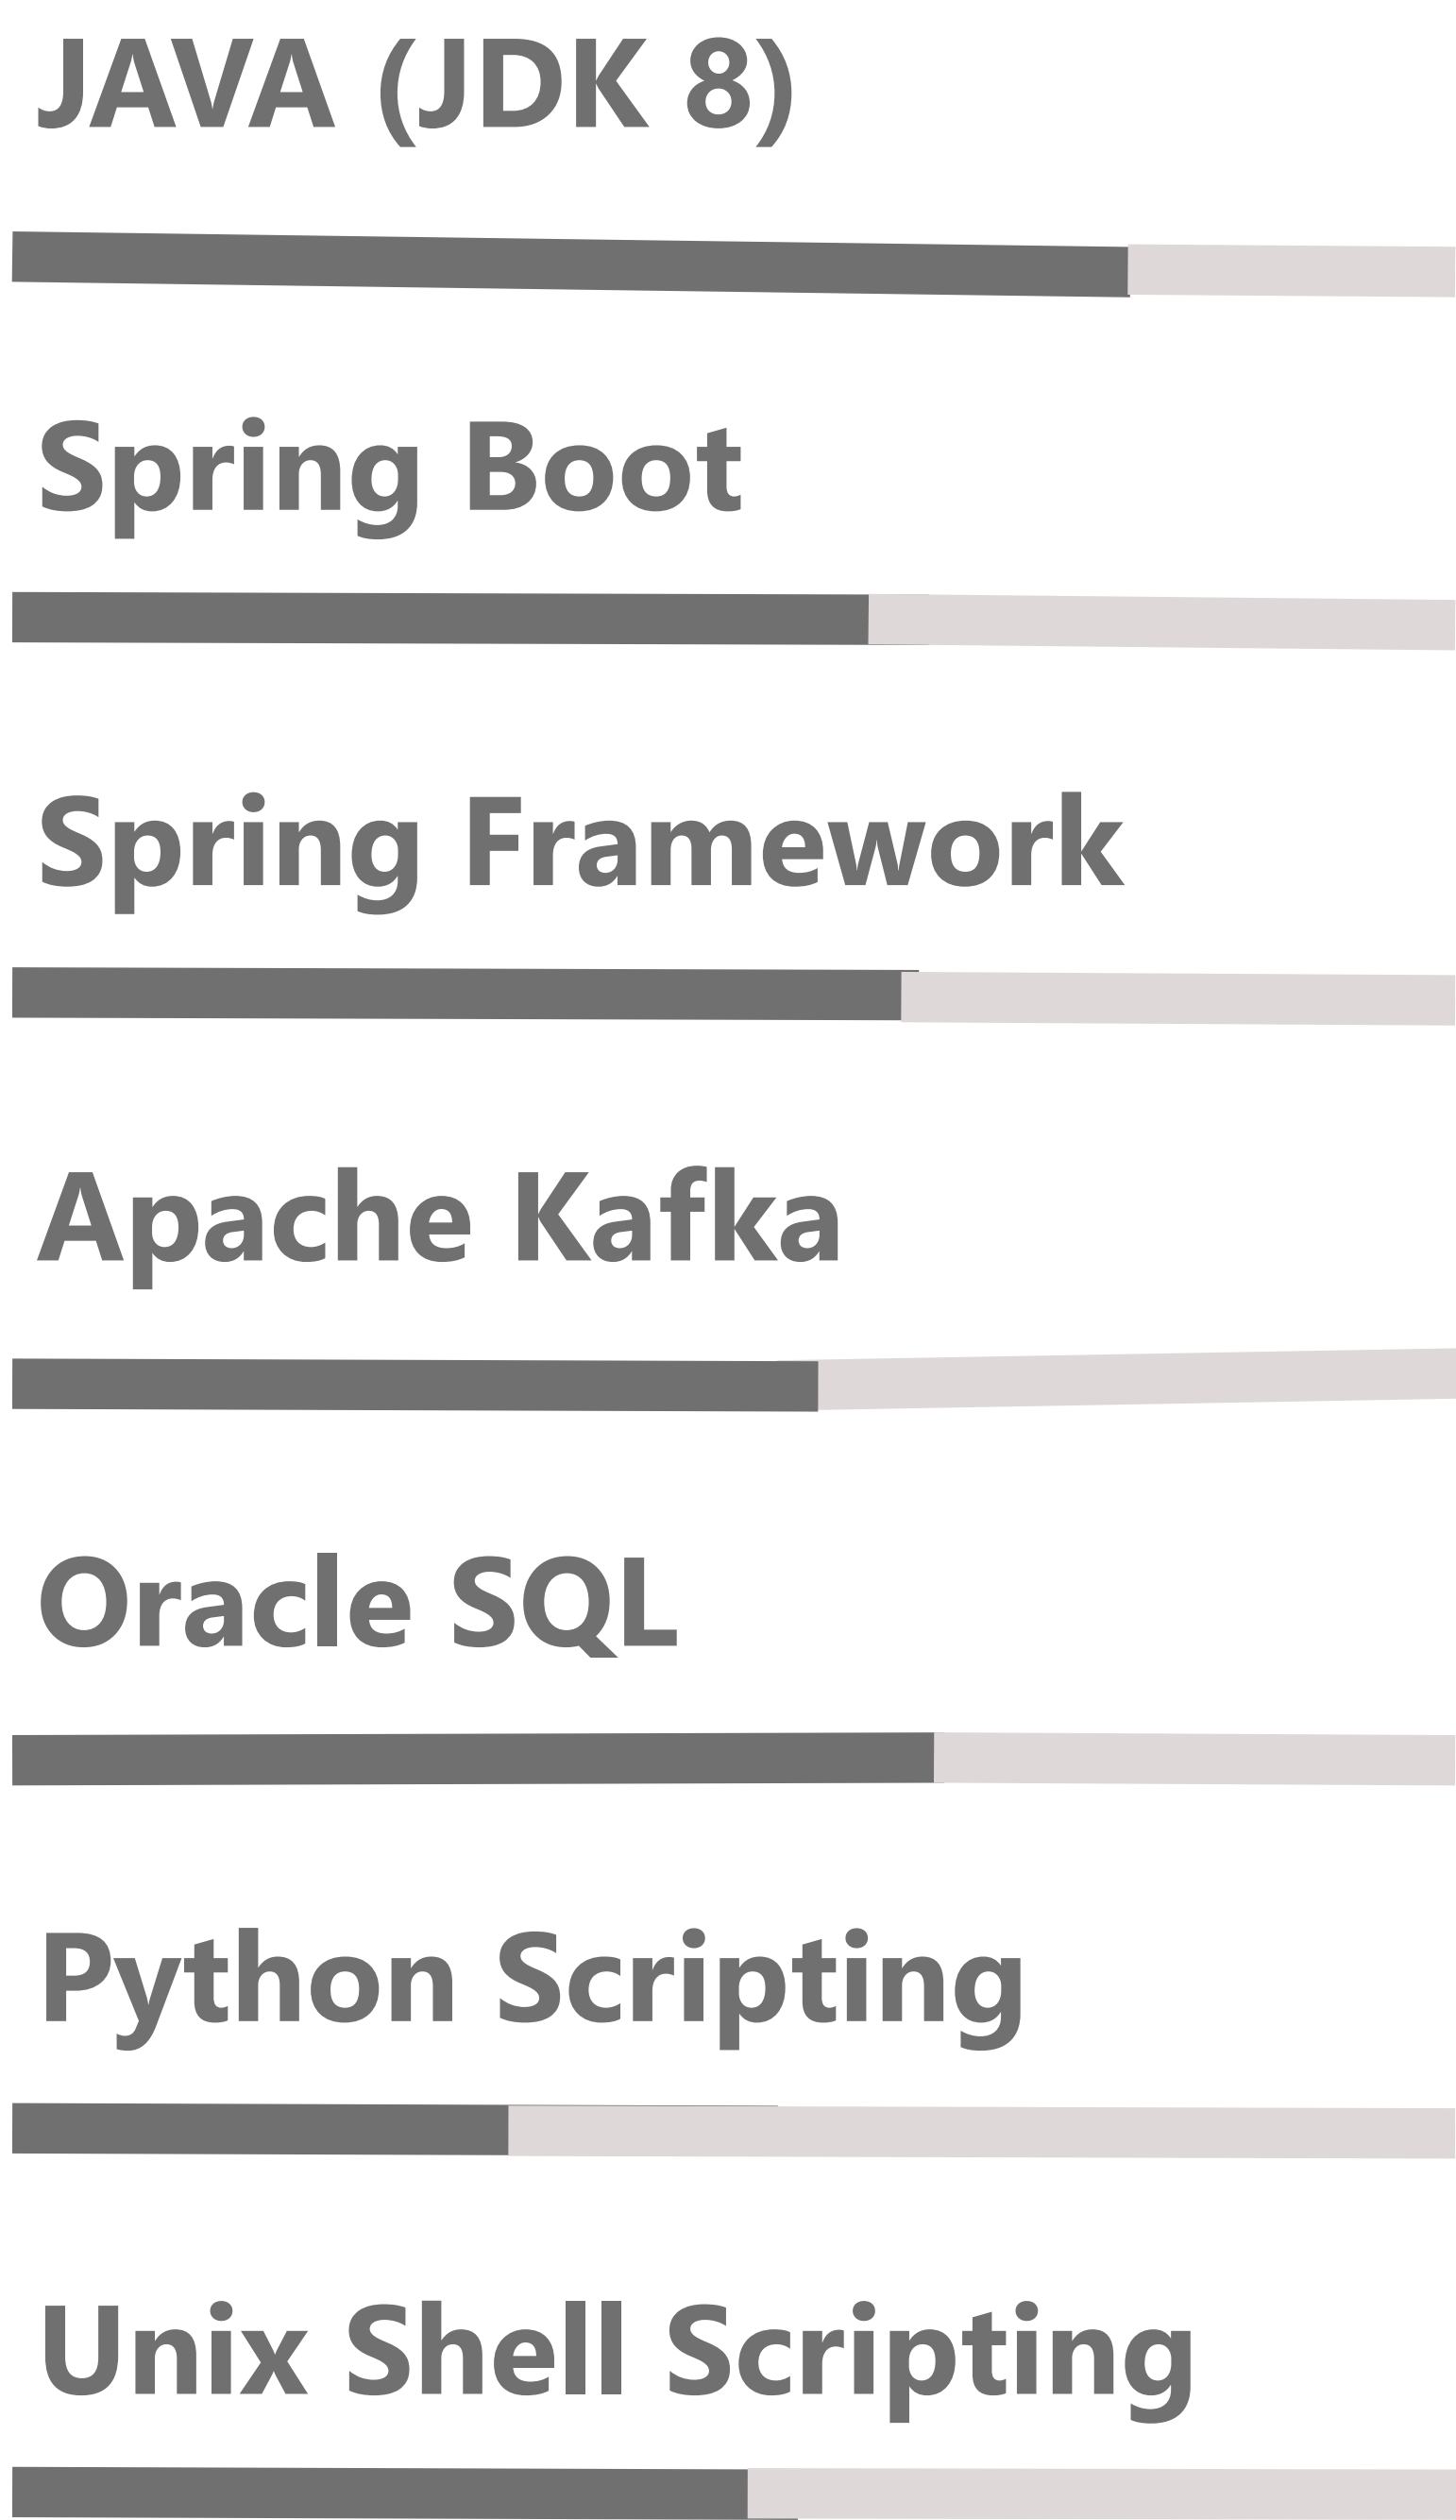 JAVA (JDK 8)
Spring Boot
Spring Framework
Apache Kafka
Oracle SQL
Python Scripting
Unix Shell Scripting